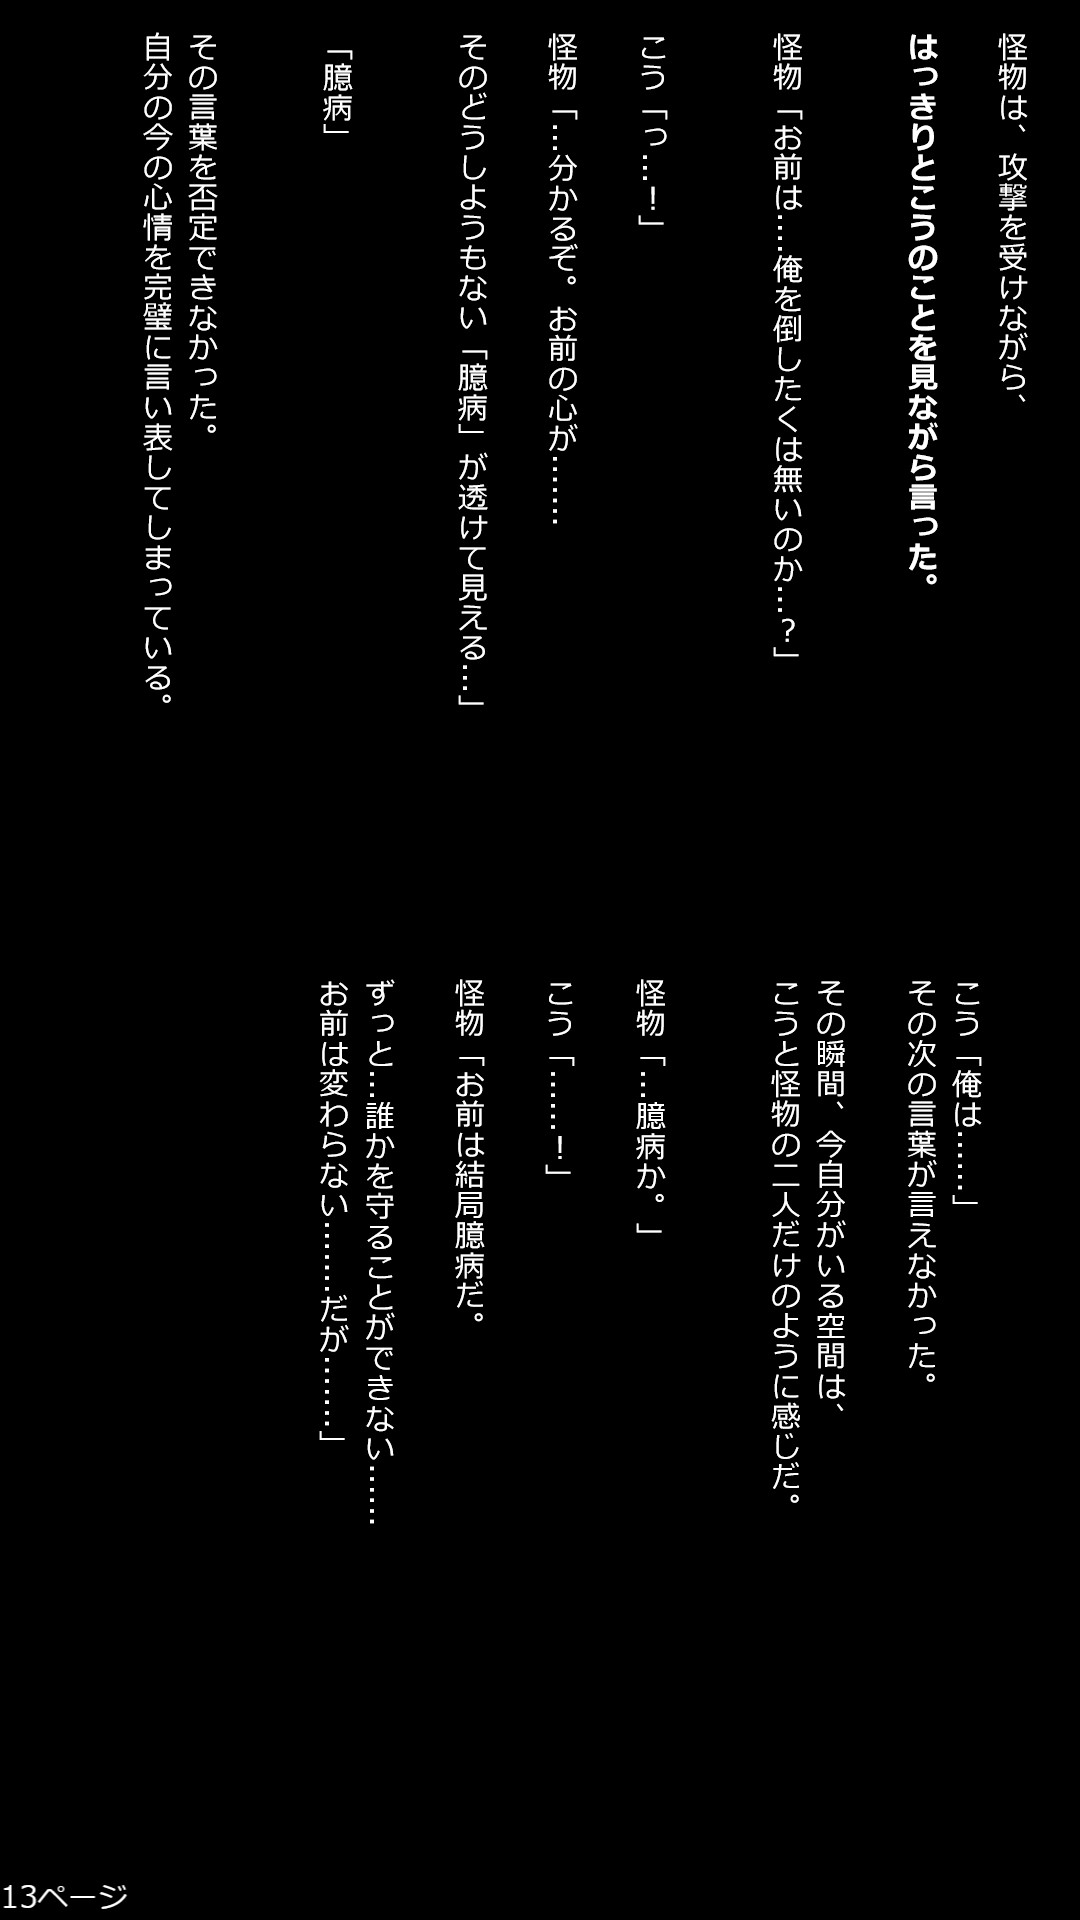 怪物は、攻撃を受けながら、
はっきりとこうのことを見ながら言った。
怪物「お前は…俺を倒したくは無いのか…？」
こう「っ…！」
怪物「…分かるぞ。お前の心が……
そのどうしようもない「臆病」が透けて見える…」
「臆病」
その言葉を否定できなかった。
自分の今の心情を完璧に言い表してしまっている。
こう「俺は……」
その次の言葉が言えなかった。
その瞬間、今自分がいる空間は、
こうと怪物の二人だけのように感じだ。
怪物「…臆病か。」
こう「……！」
怪物「お前は結局臆病だ。
ずっと…誰かを守ることができない……
お前は変わらない……だが……」
13ページ